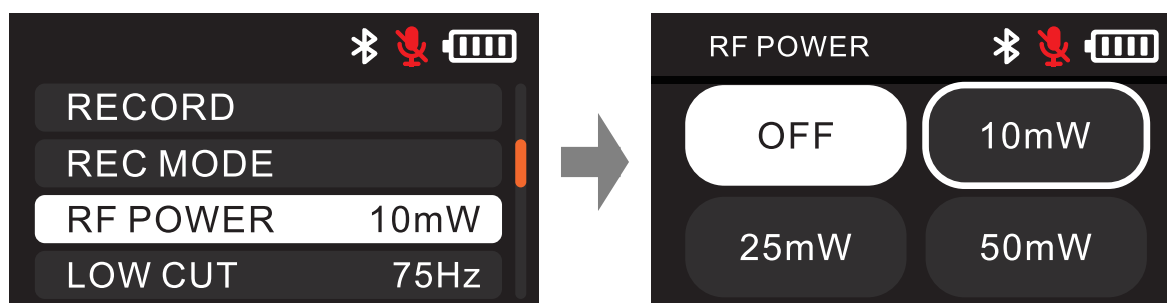 RECORD
REC MODE
RF POWER 10mW
LOW CUT 75Hz
RF POWER
OFF 10mW
25mW 50mW